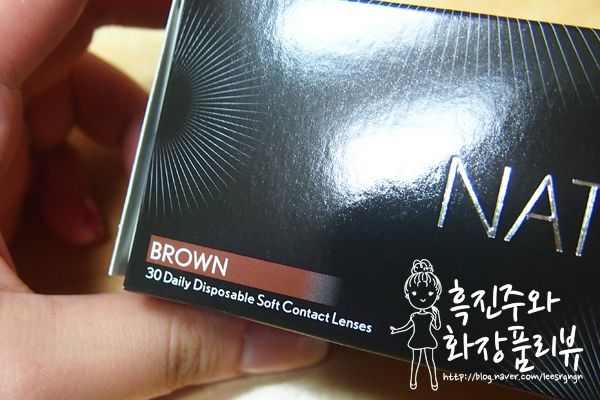 NAT
BROWN
30 Daily Disposable Soft Contact Lenses
흑진주와
화장품리뷰
http://blog.naver.com/leesrgngn